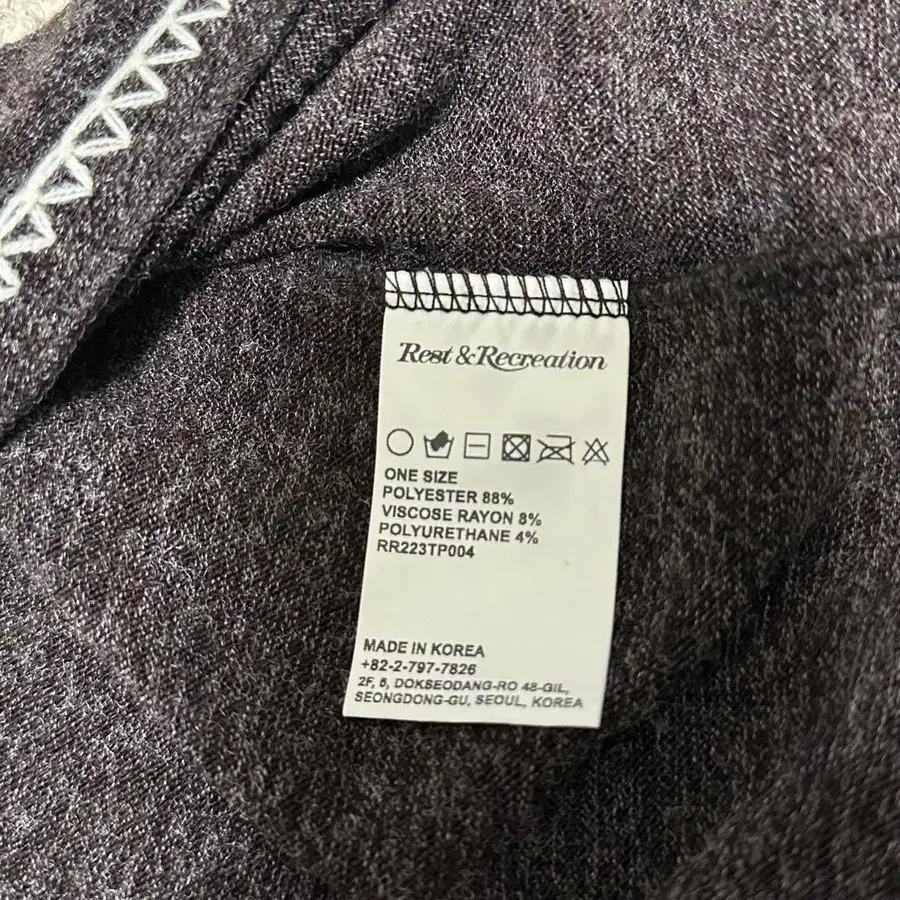 Rest & Recreation
ONE SIZE
POLYESTER 88%
VISCOSE RAYON 8%
POLYURETHANE 4%
RR223TP004
MADE IN KOREA
+82-2-797-7826
2F, 6, DOKSEODANG-RO 48-GIL,
SEONGDONG-GU, SEOUL, KOREA